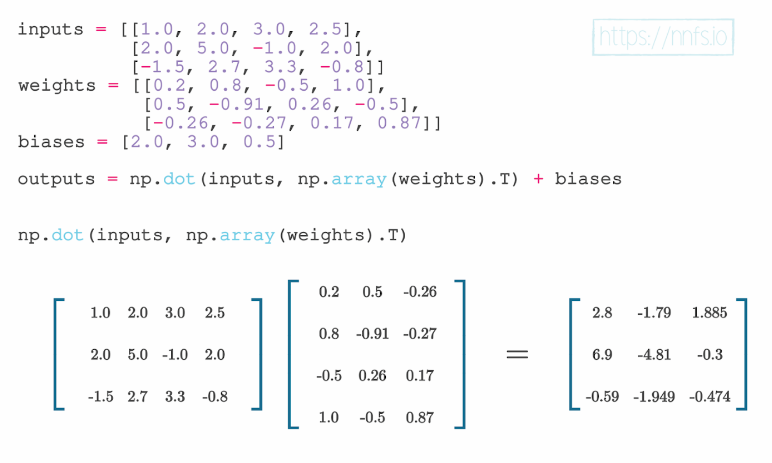 inputs = [[1.0, 2.0, 3.0, 2.5],
https://nnfs.io
[2.0, 5.0, -1.0, 2.0],
[-1.5, 2.7, 3.3, -0.8]]
weights = [[0.2, 0.8, -0.5, 1.0],
[0.5, -0.91, 0.26, -0.5],
[-0.26, -0.27, 0.17, 0.87]]
biases = [2.0, 3.0, 0.5]
outputs = np.dot(inputs, np.array(weights).T) + biases
np.dot(inputs, np.array(weights).T)
1.0 2.0 3.0 2.5
2.0 5.0 -1.0 2.0
-1.5 2.7 3.3 -0.8
0.2 0.5 -0.26
0.8 -0.91 -0.27
-0.5 0.26 0.17
1.0 -0.5 0.87
=
2.8 -1.79 1.885
6.9 -4.81 -0.3
-0.59 -1.949 -0.474